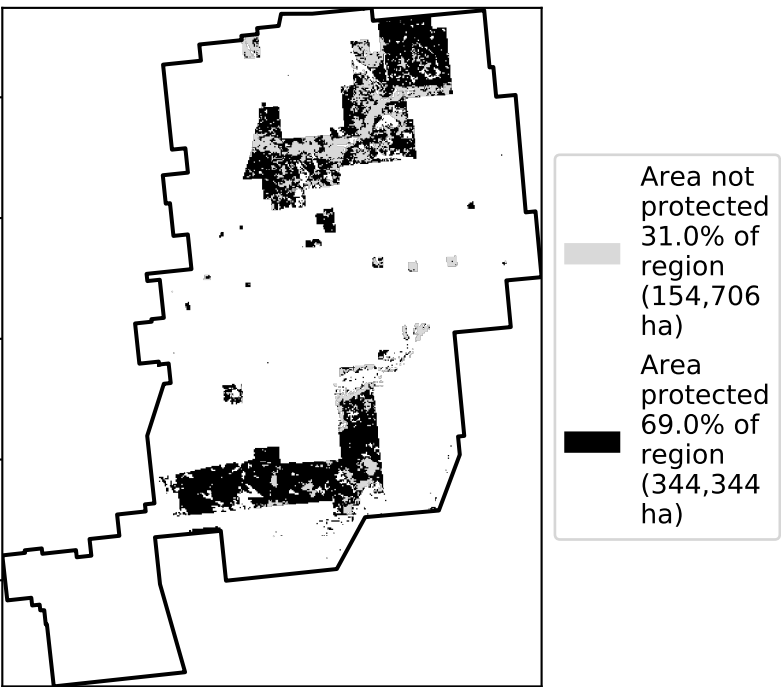 Area not
protected
31.0% of
region
(154,706
ha)
Area
protected
69.0% of
region
(344,344
ha)